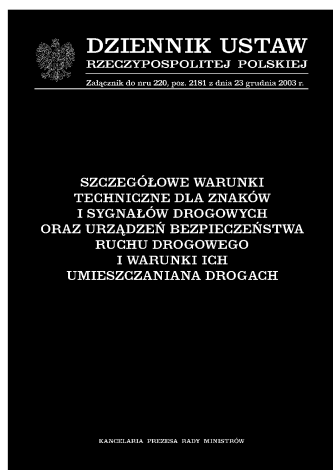 DZIENNIK USTAW
RZECZYPOSPOLITEJ POLSKIEJ
Załącznik do nru 220, poz. 2181 z dnia 23 grudnia 2003 r.
SZCZEGÓŁOWE WARUNKI
TECHNICZNE DLA ZNAKÓW
I SYGNAŁÓW DROGOWYCH
ORAZ URZĄDZEŃ BEZPIECZEŃSTWA
RUCHU DROGOWEGO
I WARUNKI ICH
UMIESZCZANIANA DROGACH
KANCELARIA PREZESA RADY MINISTRÓW